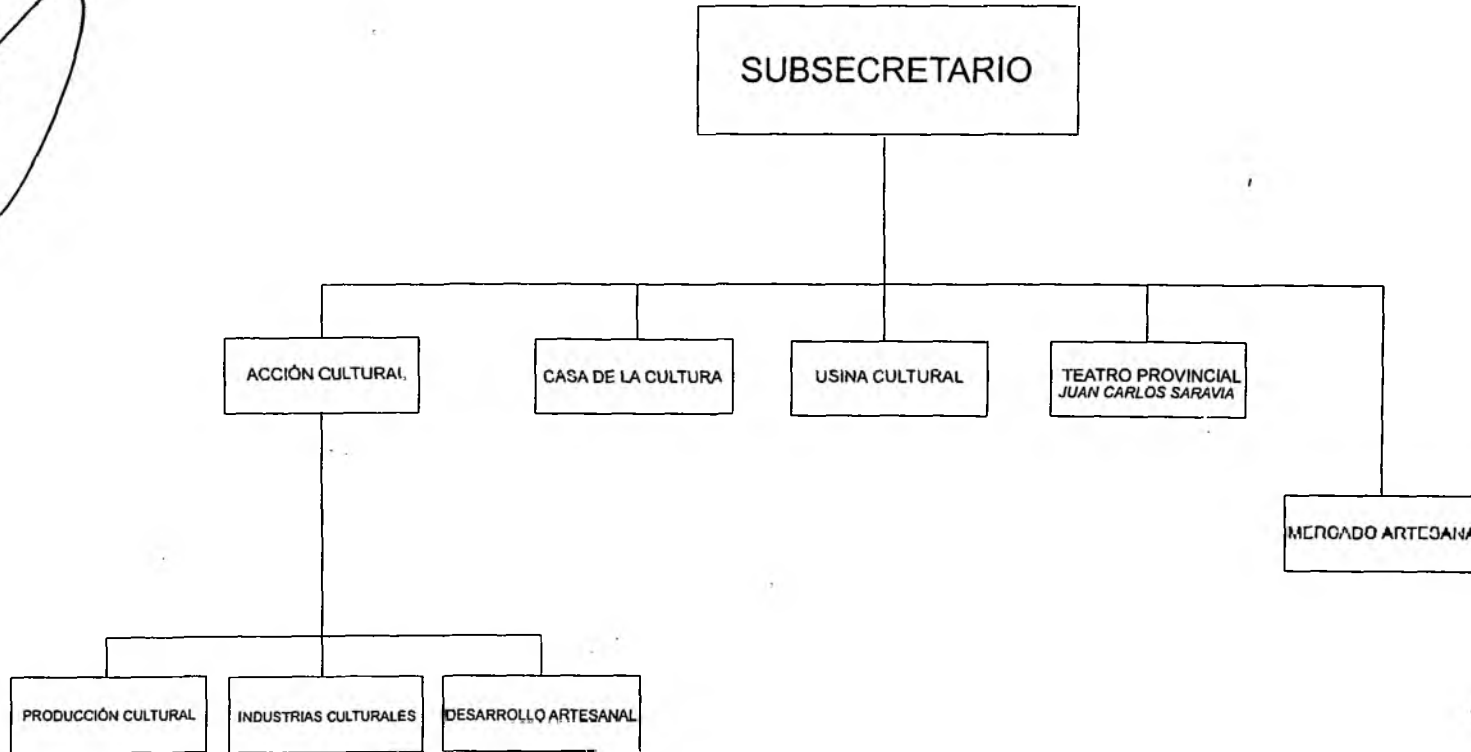 SUBSECRETARIO
ACCIÓN CULTURAL
CASA DE LA CULTURA
USINA CULTURAL
TEATRO PROVINCIAL
JUAN CARLOS SARAVIA
MERCADO ARTESANA
PRODUCCIÓN CULTURAL
INDUSTRIAS CULTURALES
DESARROLLO ARTESANAL